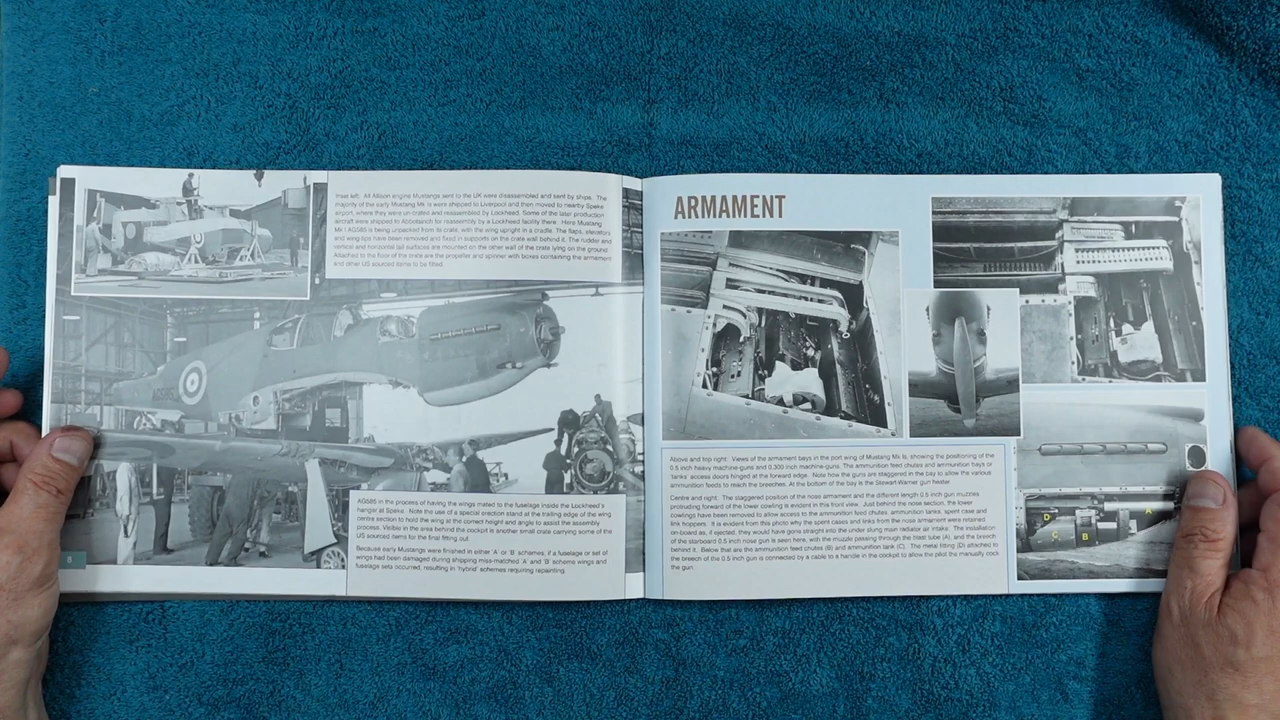 Inset left: All Allison engine Mustangs sent to the UK were disassembled and sent by ships. The
majority of the early Mustang Mk Is were shipped to Liverpool and then moved to nearby Speke
airport, where they were un-crated and reassembled by Lockheed. Some of the later production
aircraft were shipped to Abbotsinch for reassembly by a Lockheed facility there. Here Mustang
Mk I AG585 is being unpacked from its crate, with the wing upright in a cradle. The flaps, elevators
and wing tips have been removed and fixed in supports on the crate wall behind it. The rudder and
vertical and horizontal tail surfaces are mounted on the other wall of the crate lying on the ground.
Attached to the floor of the crate are the propeller and spinner with boxes containing the armament
and other US sourced items to be fitted.
AG585
AG585 in the process of having the wings mated to the fuselage inside the Lockheed's
hangar at Speke. Note the use of a special erection stand at the trailing edge of the wing
centre section to hold the wing at the correct height and angle to assist the assembly
process. Visible in the area behind the cockpit is another small crate carrying some of the
US sourced items for the final fitting out.
Because early Mustangs were finished in either 'A' or 'B' schemes, if a fuselage or set of
wings had been damaged during shipping miss-matched 'A' and 'B' scheme wings and
fuselage sets occurred, resulting in 'hybrid' schemes requiring repainting.
8
ARMAMENT
Above and top right: Views of the armament bays in the port wing of Mustang Mk Is, showing the positioning of the
0.5 inch heavy machine-guns and 0.300 inch machine-guns. The ammunition feed chutes and ammunition bays or
'tanks' access doors hinged at the forward edge. Note how the guns are staggered in the bay to allow the various
ammunition feeds to reach the breeches. At the bottom of the bay is the Stewart-Warner gun heater.
Centre and right: The staggered position of the nose armament and the different length 0.5 inch gun muzzles
protruding forward of the lower cowling is evident in this front view. Just behind the nose section, the lower
cowlings have been removed to allow access to the ammunition feed chutes, ammunition tanks, spent case and
link hoppers. It is evident from this photo why the spent cases and links from the nose armament were retained
on-board as, if ejected, they would have gone straight into the under slung main radiator air intake. The installation
of the starboard 0.5 inch nose gun is seen here, with the muzzle passing through the blast tube (A), and the breech
behind it. Below that are the ammunition feed chutes (B) and ammunition tank (C). The metal fitting (D) attached to
the breech of the 0.5 inch gun is connected by a cable to a handle in the cockpit to allow the pilot the manually cock
the gun.
D
A
C
B